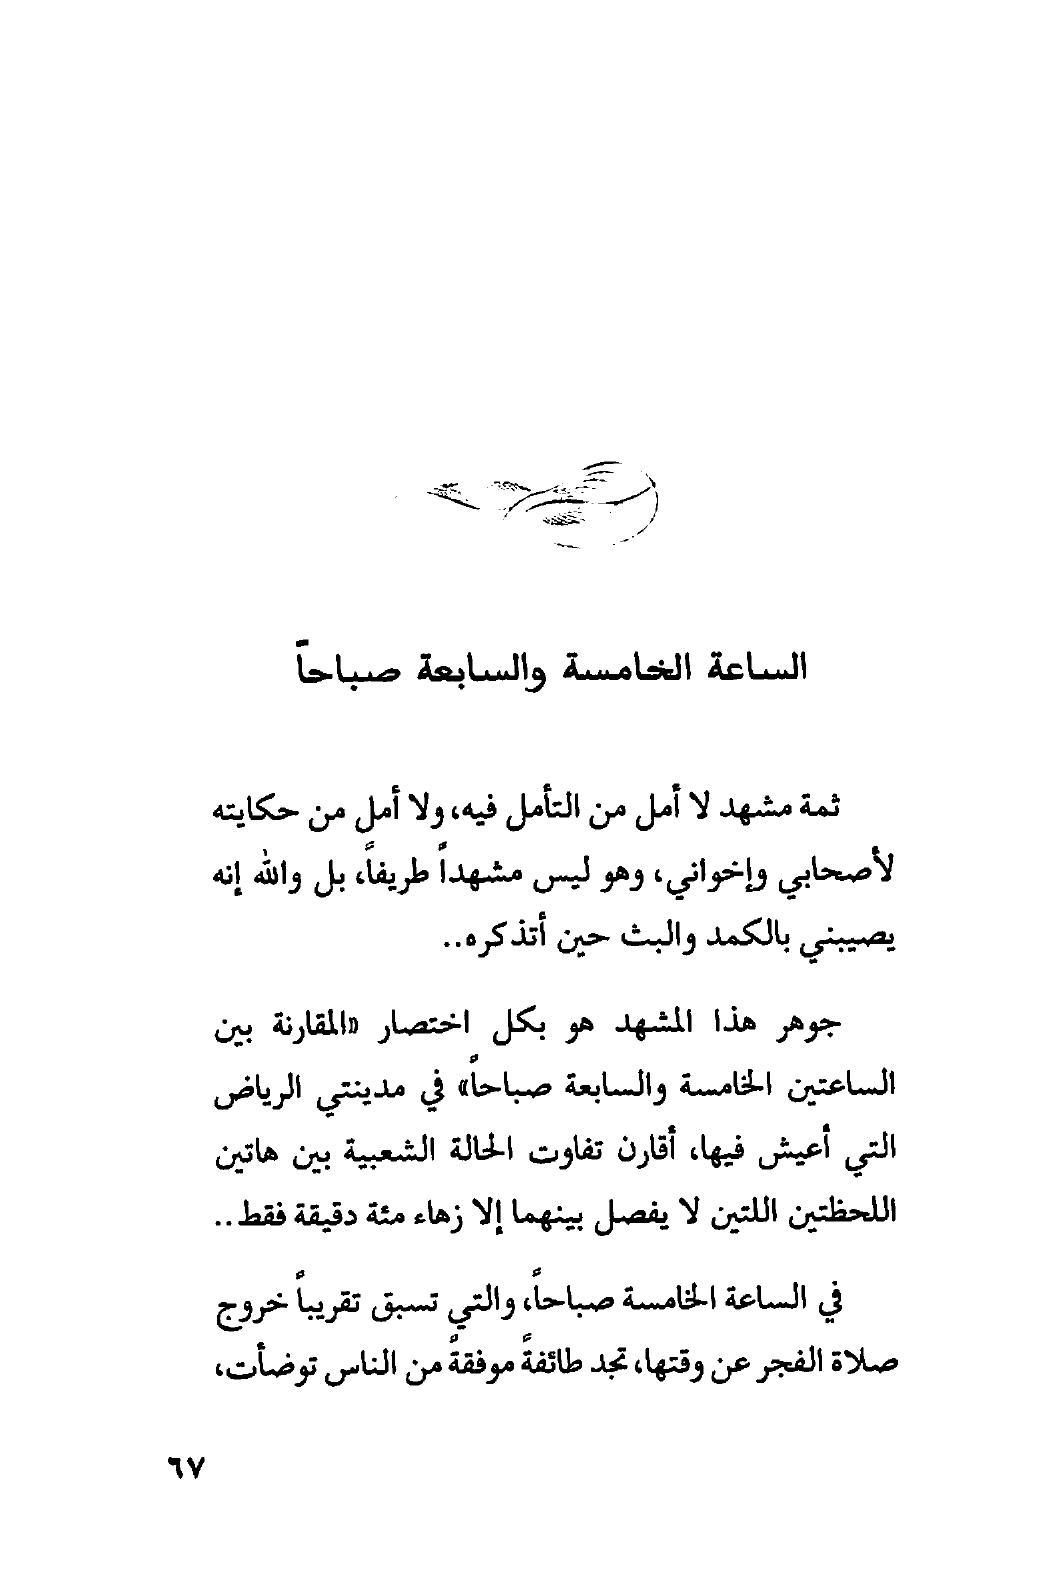 الساعة الخامسة والسابعة صباحاً
ثمة مشهد لا أمل من التأمل فيه، ولا أمل من حكايته
لأصحابي وإخواني، وهو ليس مشهداً طريفاً، بل والله إنه
يصيبني بالكمد والبث حين أتذكره..
جوهر هذا المشهد هو بكل اختصار «المقارنة بين
الساعتين الخامسة والسابعة صباحاً» في مدينتي الرياض
التي أعيش فيها، أقارن تفاوت الحالة الشعبية بين هاتين
اللحظتين اللتين لا يفصل بينهما إلا زهاء مئة دقيقة فقط..
في الساعة الخامسة صباحاً، والتي تسبق تقريباً خروج
صلاة الفجر عن وقتها، تجد طائفةً موفقةً من الناس توضأت،
٦٧